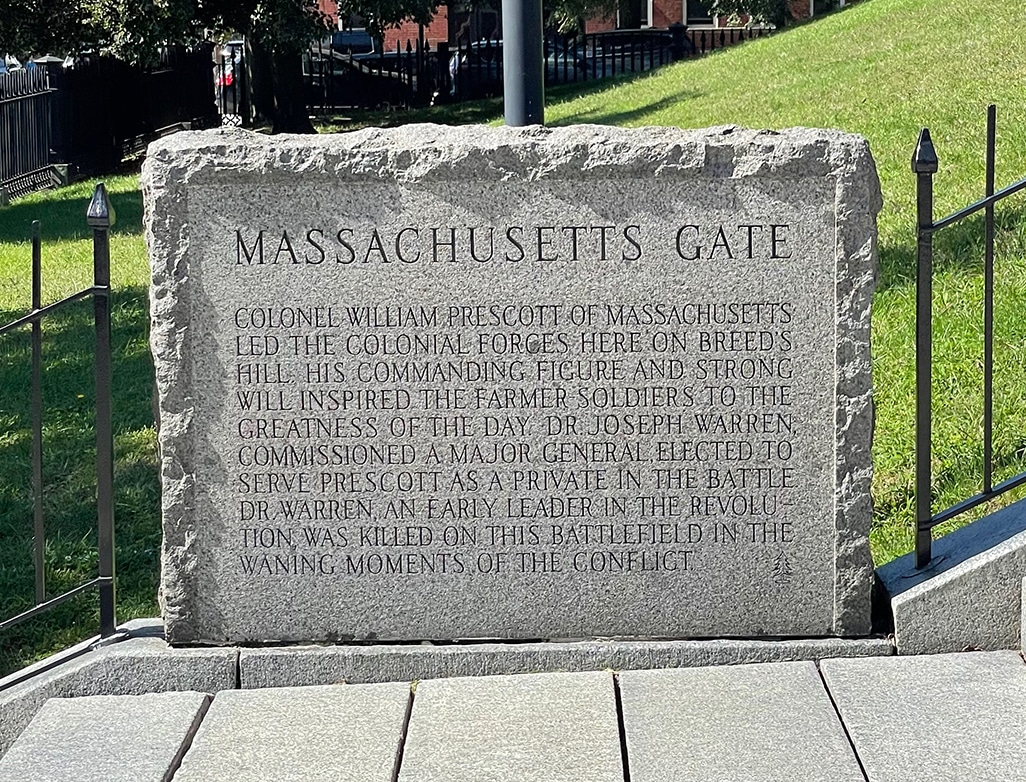 MASSACHUSETTS GATE
COLONEL WILLIAM PRESCOTT OF MASSACHUSETTS
LED THE COLONIAL FORCES HERE ON BREED'S
HILL. HIS COMMANDING FIGURE AND STRONG
WILL INSPIRED THE FARMER SOLDIERS TO THE
GREATNESS OF THE DAY. DR. JOSEPH WARREN,
COMMISSIONED A MAJOR GENERAL, ELECTED TO
SERVE PRESCOTT AS A PRIVATE IN THE BATTLE
DR. WARREN, AN EARLY LEADER IN THE REVOLU-
TION, WAS KILLED ON THIS BATTLEFIELD IN THE
WANING MOMENTS OF THE CONFLICT.